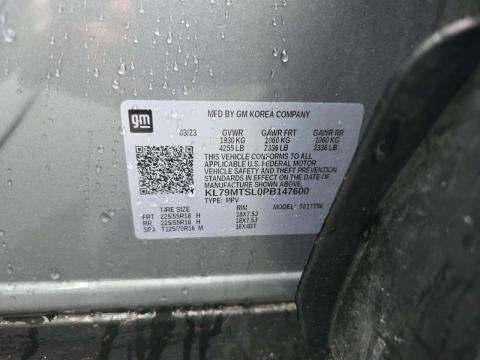 gm
MFD BY GM KOREA COMPANY
03/23 GVWR GAWR FRT GAWR RR
1930 KG 1060 KG 1060 KG
4255 LB 2336 LB 2336 LB
THIS VEHICLE CONFORMS TO ALL
APPLICABLE U.S. FEDERAL MOTOR
VEHICLE SAFETY AND THEFT
PREVENTION STANDARDS IN EFFECT ON
THE DATE OF MANUFACTURE SHOWN ABOVE.
KL79MTSL0PB147600
TYPE: MPV
TIRE SIZE RIM
FRT 225/55R18 H 18X7.5J
RR 225/55R18 H 18X7.5J
SPA T125/70R16 M 16X4BT